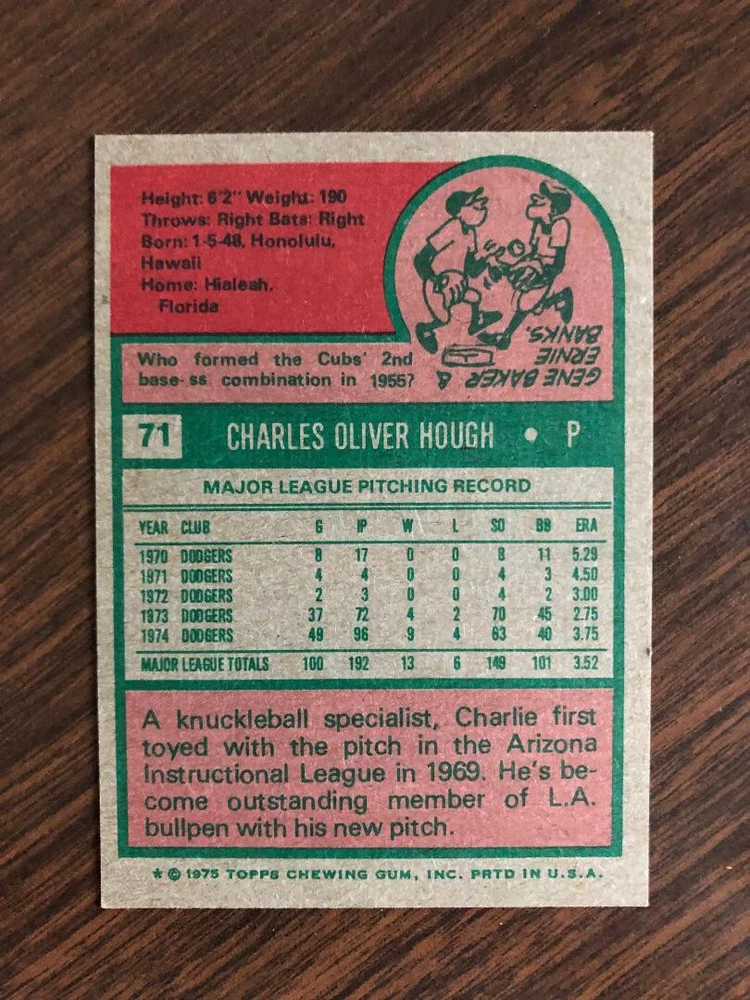 Height: 6'2" Weight: 190
Throws: Right Bats: Right
Born: 1-5-48, Honolulu,
Hawaii
Home: Hialeah,
Florida
Who formed the Cubs' 2nd
base-ss combination in 1955?
GENE BAKER &
ERNIE
BANKS.
71 CHARLES OLIVER HOUGH • P
MAJOR LEAGUE PITCHING RECORD
YEAR CLUB G IP W L SO BB ERA
1970 DODGERS 8 17 0 0 8 11 5.29
1971 DODGERS 4 4 0 0 4 3 4.50
1972 DODGERS 2 3 0 0 4 2 3.00
1973 DODGERS 37 72 4 2 70 45 2.75
1974 DODGERS 49 96 9 4 63 40 3.75
MAJOR LEAGUE TOTALS 100 192 13 6 149 101 3.52
A knuckleball specialist, Charlie first
toyed with the pitch in the Arizona
Instructional League in 1969. He's be-
come outstanding member of L.A.
bullpen with his new pitch.
* © 1975 TOPPS CHEWING GUM, INC. PRTD IN U.S.A.